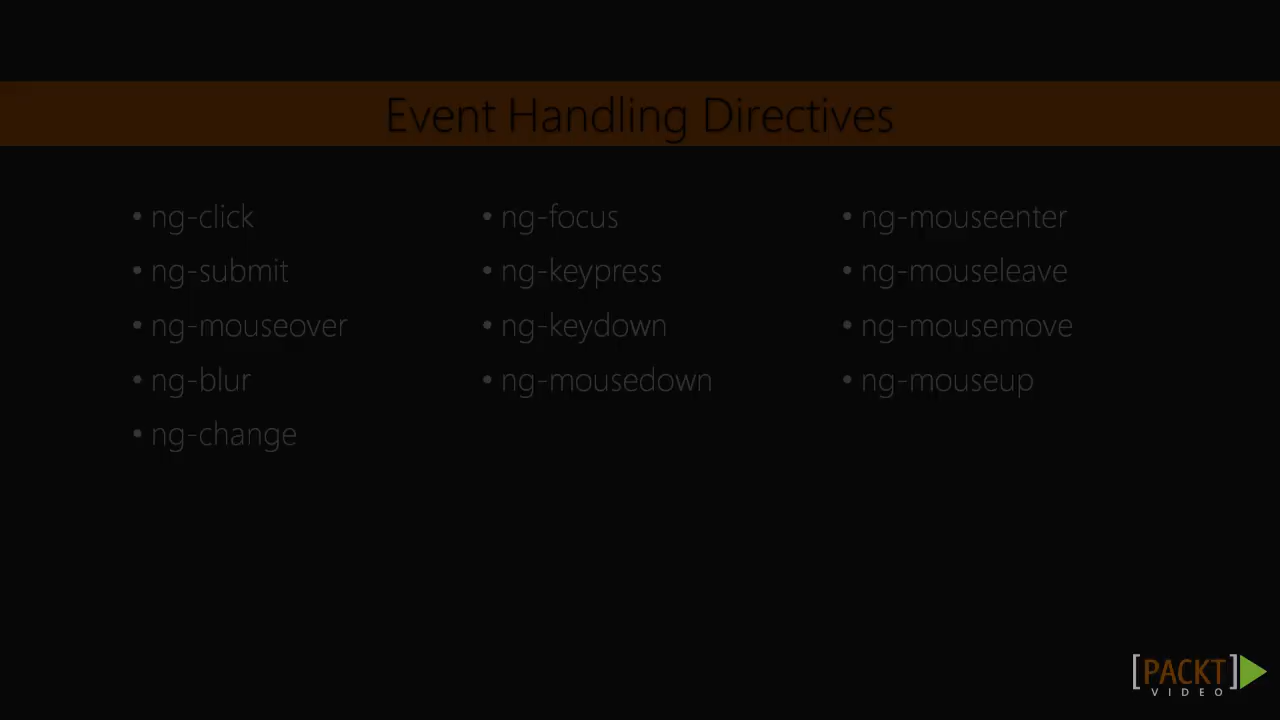 Event Handling Directives
• ng-click
• ng-submit
• ng-mouseover
• ng-blur
• ng-change
• ng-focus
• ng-keypress
• ng-keydown
• ng-mousedown
• ng-mouseenter
• ng-mouseleave
• ng-mousemove
• ng-mouseup
[PACKT]
VIDEO